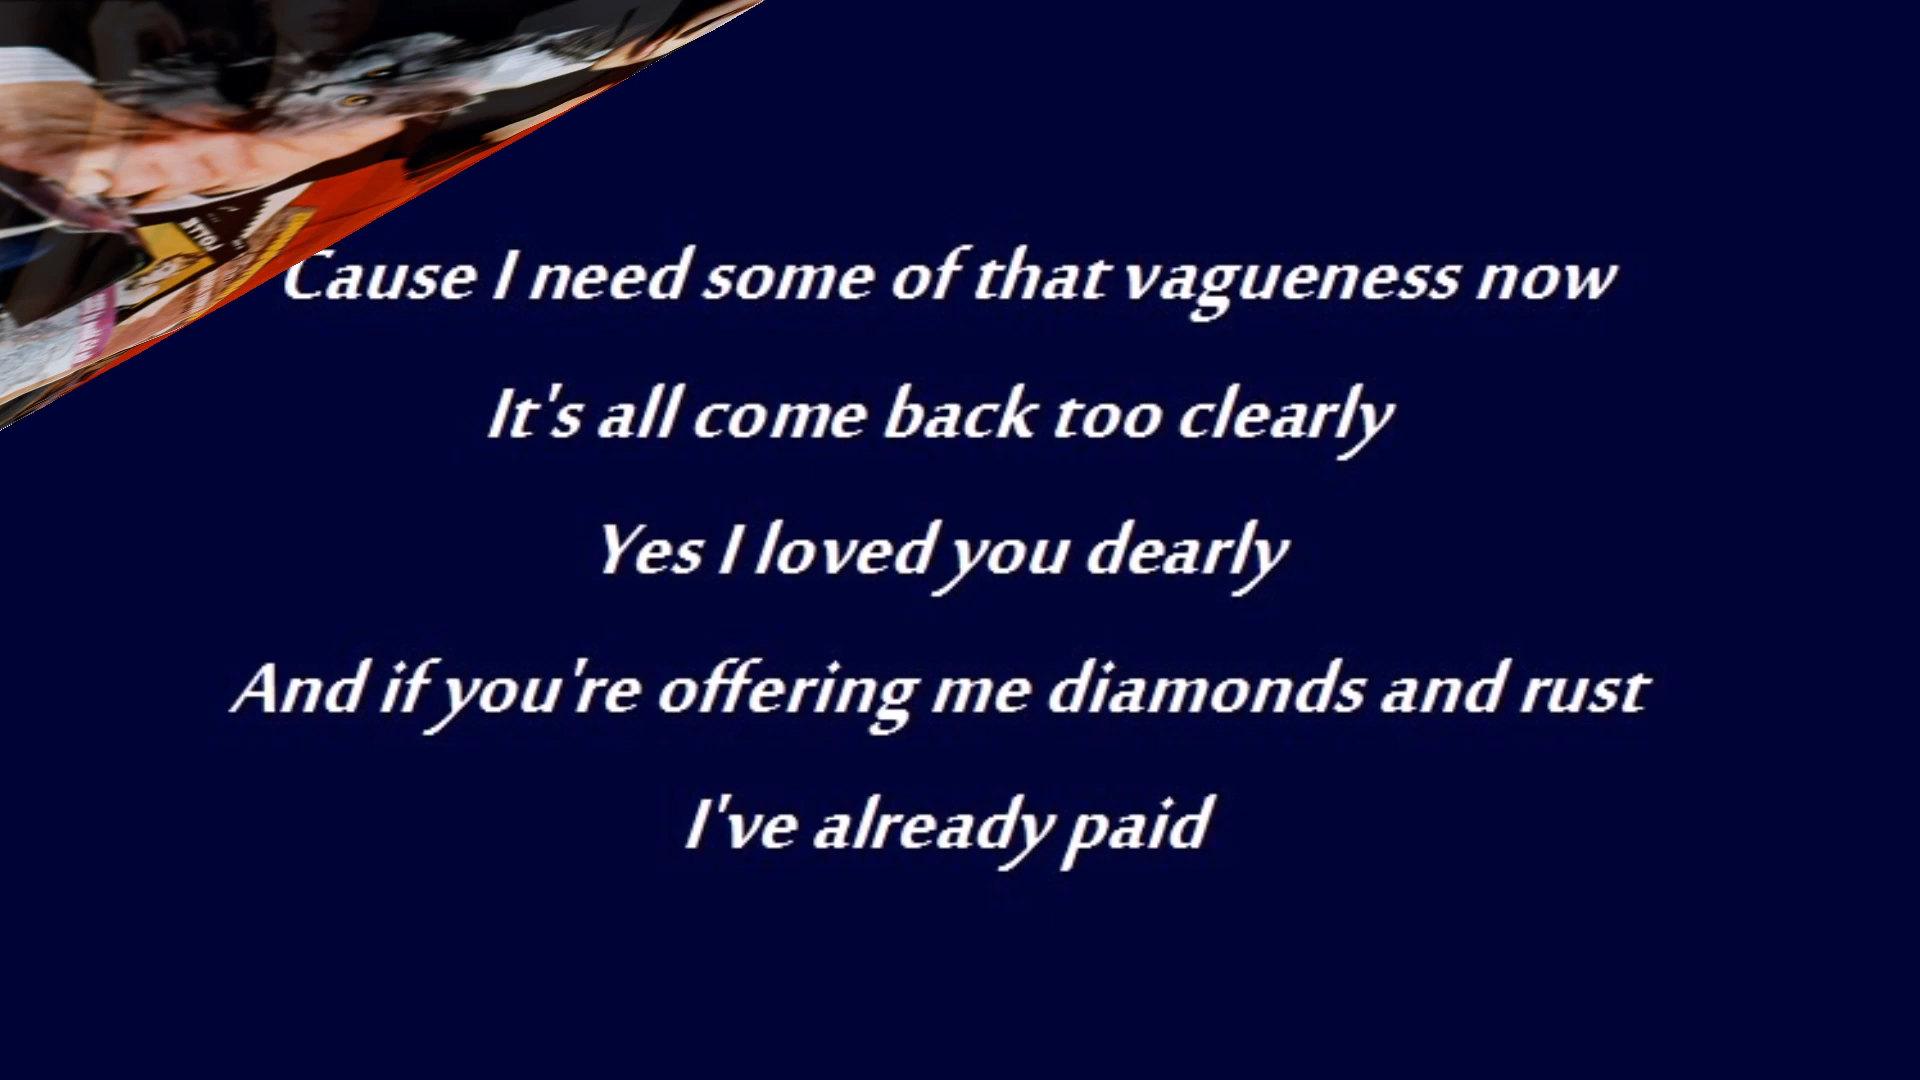 Cause I need some of that vagueness now
It's all come back too clearly
Yes I loved you dearly
And if you're offering me diamonds and rust
I've already paid